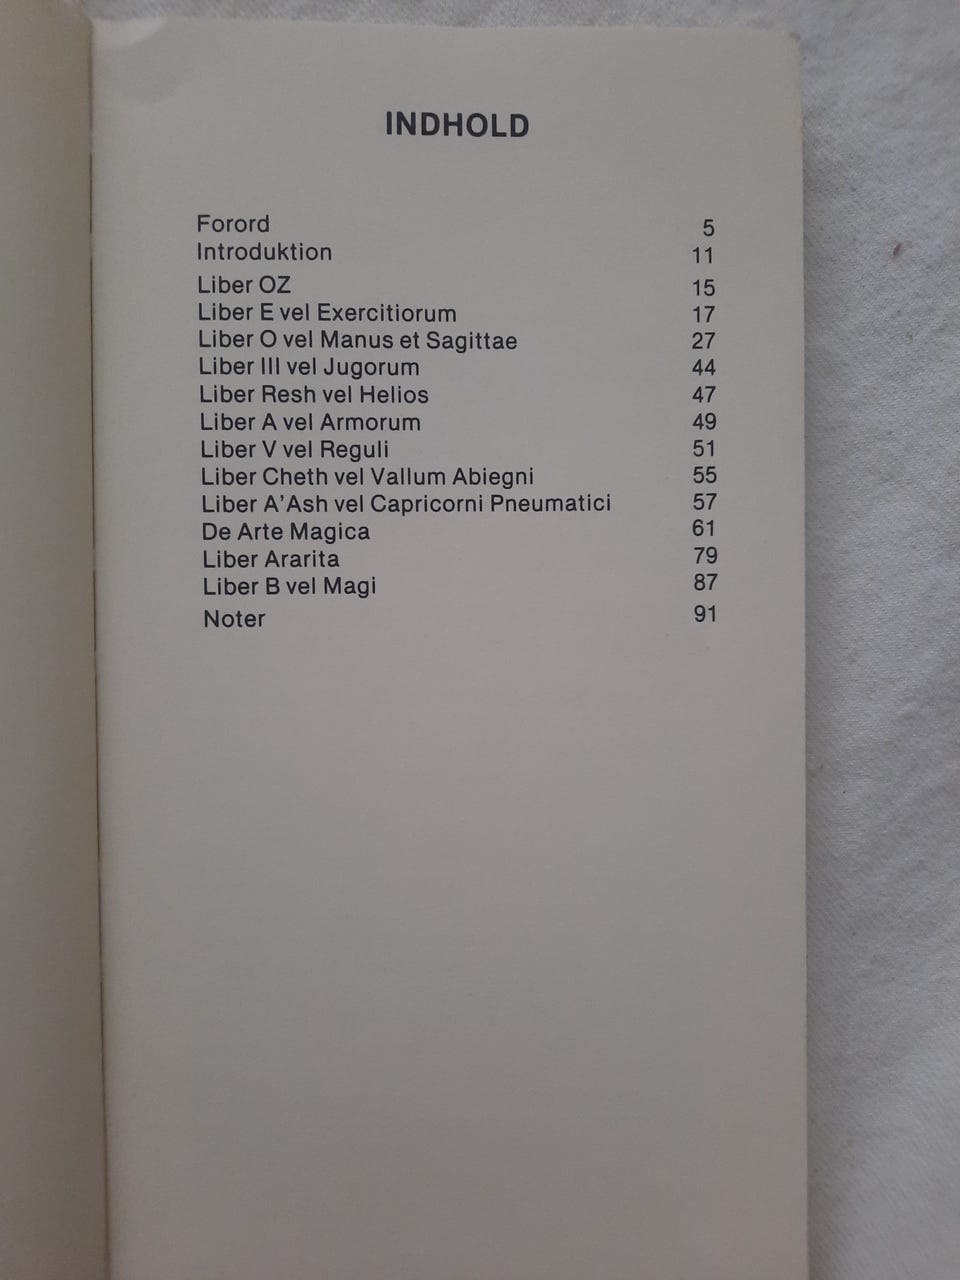 INDHOLD
Forord 5
Introduktion 11
Liber OZ 15
Liber E vel Exercitiorum 17
Liber O vel Manus et Sagittae 27
Liber III vel Jugorum 44
Liber Resh vel Helios 47
Liber A vel Armorum 49
Liber V vel Reguli 51
Liber Cheth vel Vallum Abiegni 55
Liber A'Ash vel Capricorni Pneumatici 57
De Arte Magica 61
Liber Ararita 79
Liber B vel Magi 87
Noter 91